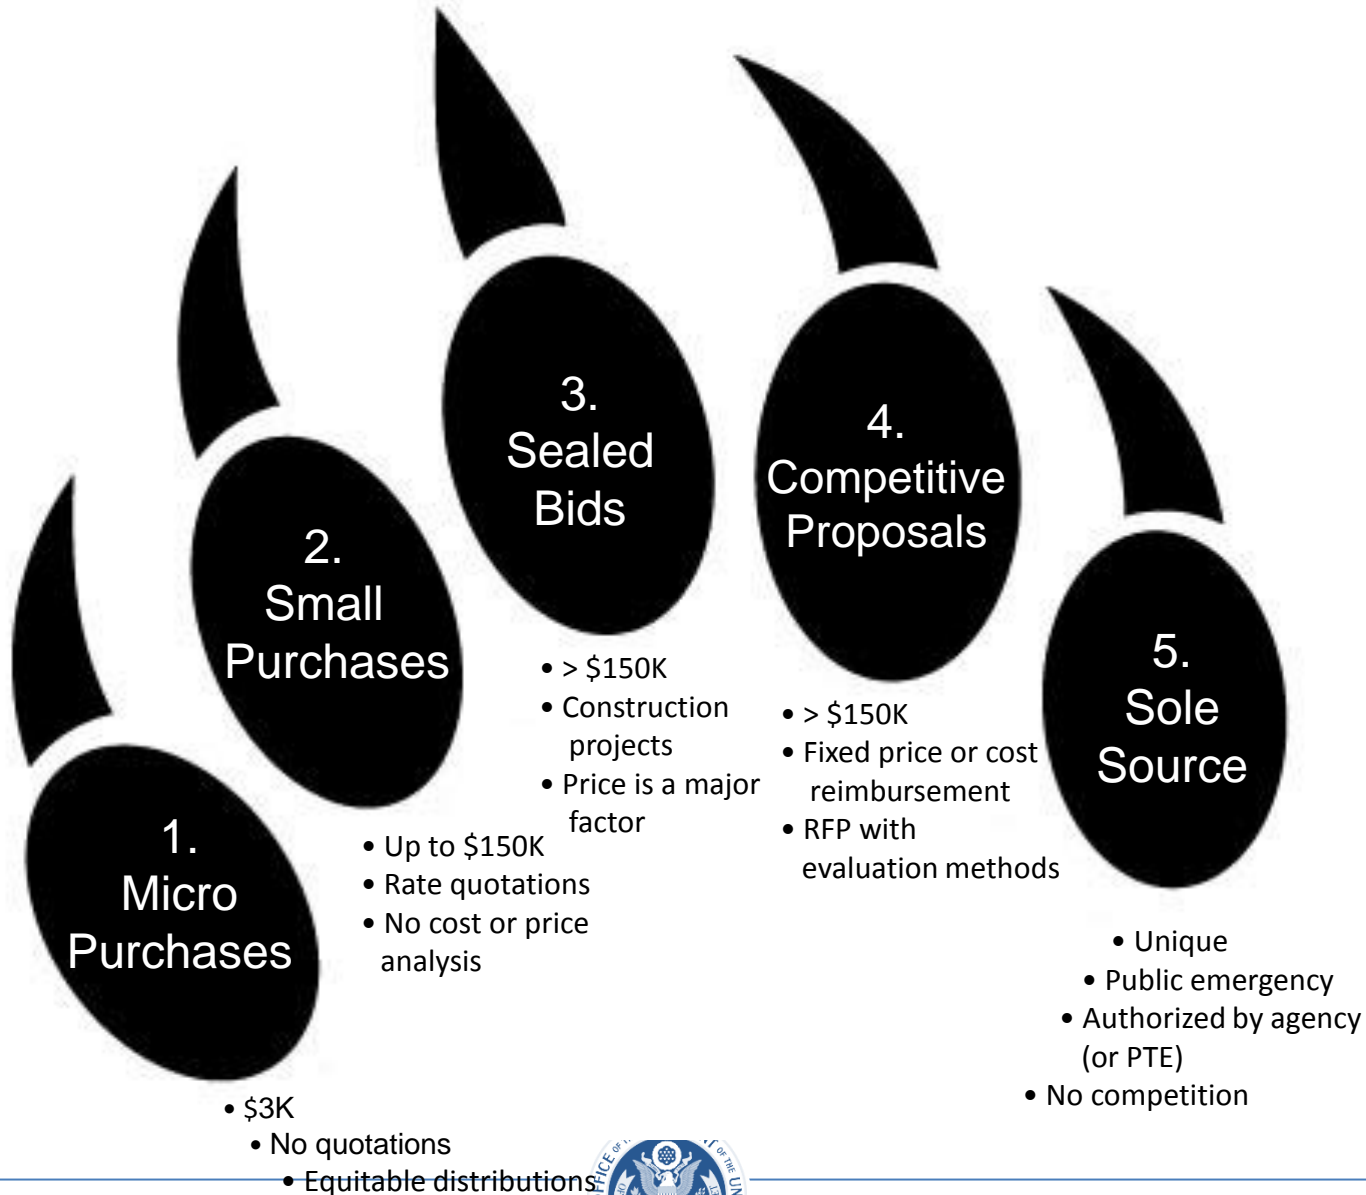 1.
Micro
Purchases
• $3K
• No quotations
• Equitable distributions
2.
Small
Purchases
• Up to $150K
• Rate quotations
• No cost or price
analysis
3.
Sealed
Bids
• > $150K
• Construction
projects
• Price is a major
factor
4.
Competitive
Proposals
• > $150K
• Fixed price or cost
reimbursement
• RFP with
evaluation methods
5.
Sole
Source
• Unique
• Public emergency
• Authorized by agency
(or PTE)
• No competition
OF THE